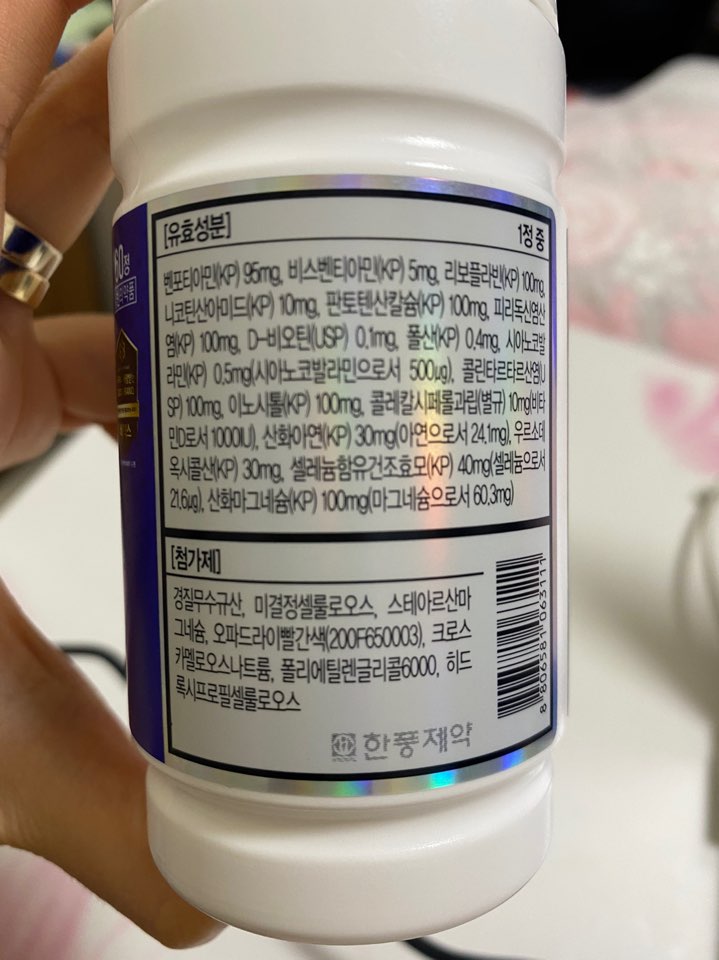 60정
[유효성분] 1정 중
벤포티아민(KP) 95mg, 비스벤티아민(KP) 5mg, 리보플라빈(KP) 100mg,
니코틴산아미드(KP) 10mg, 판토텐산칼슘(KP) 100mg, 피리독신염산
염(KP) 100mg, D-비오틴(USP) 0.1mg, 폴산(KP) 0.4mg, 시아노코발
라민(KP) 0.5mg(시아노코발라민으로서 500µg), 콜린타르타르산염(U
SP) 100mg, 이노시톨(KP) 100mg, 콜레칼시페롤과립(별규) 10mg(비타
민D로서 1000IU), 산화아연(KP) 30mg(아연으로서 24.1mg), 우르소데
옥시콜산(KP) 30mg, 셀레늄함유건조효모(KP) 40mg(셀레늄으로서
21.6µg), 산화마그네슘(KP) 100mg(마그네슘으로서 60.3mg)
[첨가제]
경질무수규산, 미결정셀룰로오스, 스테아르산마
그네슘, 오파드라이빨간색(200F650003), 크로스
카멜로오스나트륨, 폴리에틸렌글리콜6000, 히드
록시프로필셀룰로오스
8 806581 063111
한풍제약